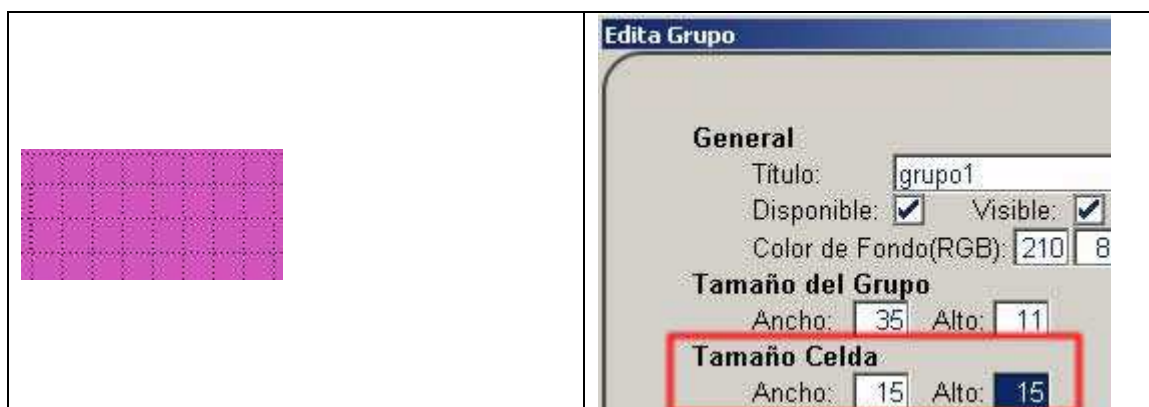 Edita Grupo
General
Título: grupo1
Disponible: Visible:
Color de Fondo(RGB): 210 8
Tamaño del Grupo
Ancho: 35 Alto: 11
Tamaño Celda
Ancho: 15 Alto: 15